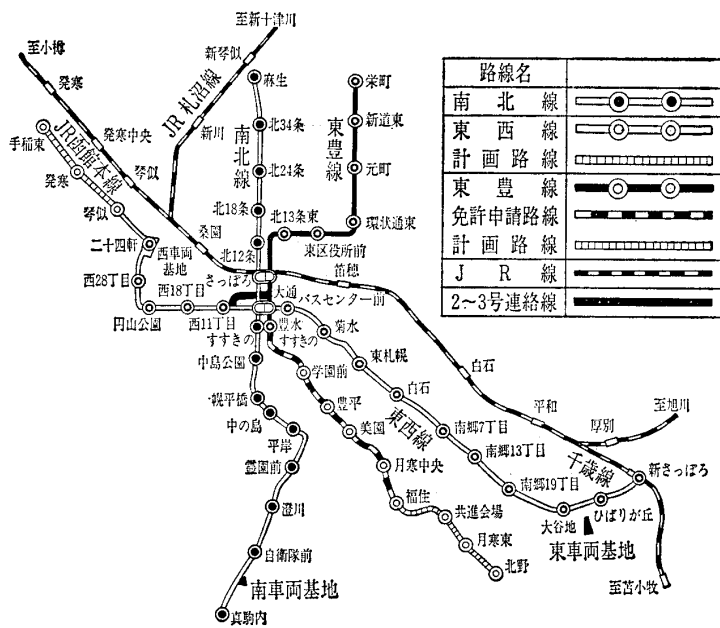 至新十津川
至小樽
新琴似
JR札沼線
発寒
麻生
栄町
手稲東
発寒中央
JR函館本線
新川
南北線
北34条
東豊線
新道東
発寒
琴似
北24条
元町
琴似
北18条
北13条東
環状通東
二十四軒
桑園
北12条
東区役所前
西車両
基地
さっぽろ
苗穂
西28丁目
大通
バスセンター前
円山公園
西18丁目
西11丁目
すすきの
豊水
すすきの
菊水
中島公園
学園前
東札幌
白石
白石
幌平橋
豊平
東西線
平和
厚別
至旭川
中の島
美園
南郷7丁目
平岸
南郷13丁目
千歳線
霊園前
月寒中央
南郷19丁目
新さっぽろ
福住
澄川
共進会場
大谷地
ひばりが丘
自衛隊前
月寒東
東車両基地
南車両基地
北野
至苫小牧
真駒内
路線名
南北線
東西線
計画路線
東豊線
免許申請路線
計画路線
JR線
2~3号連絡線